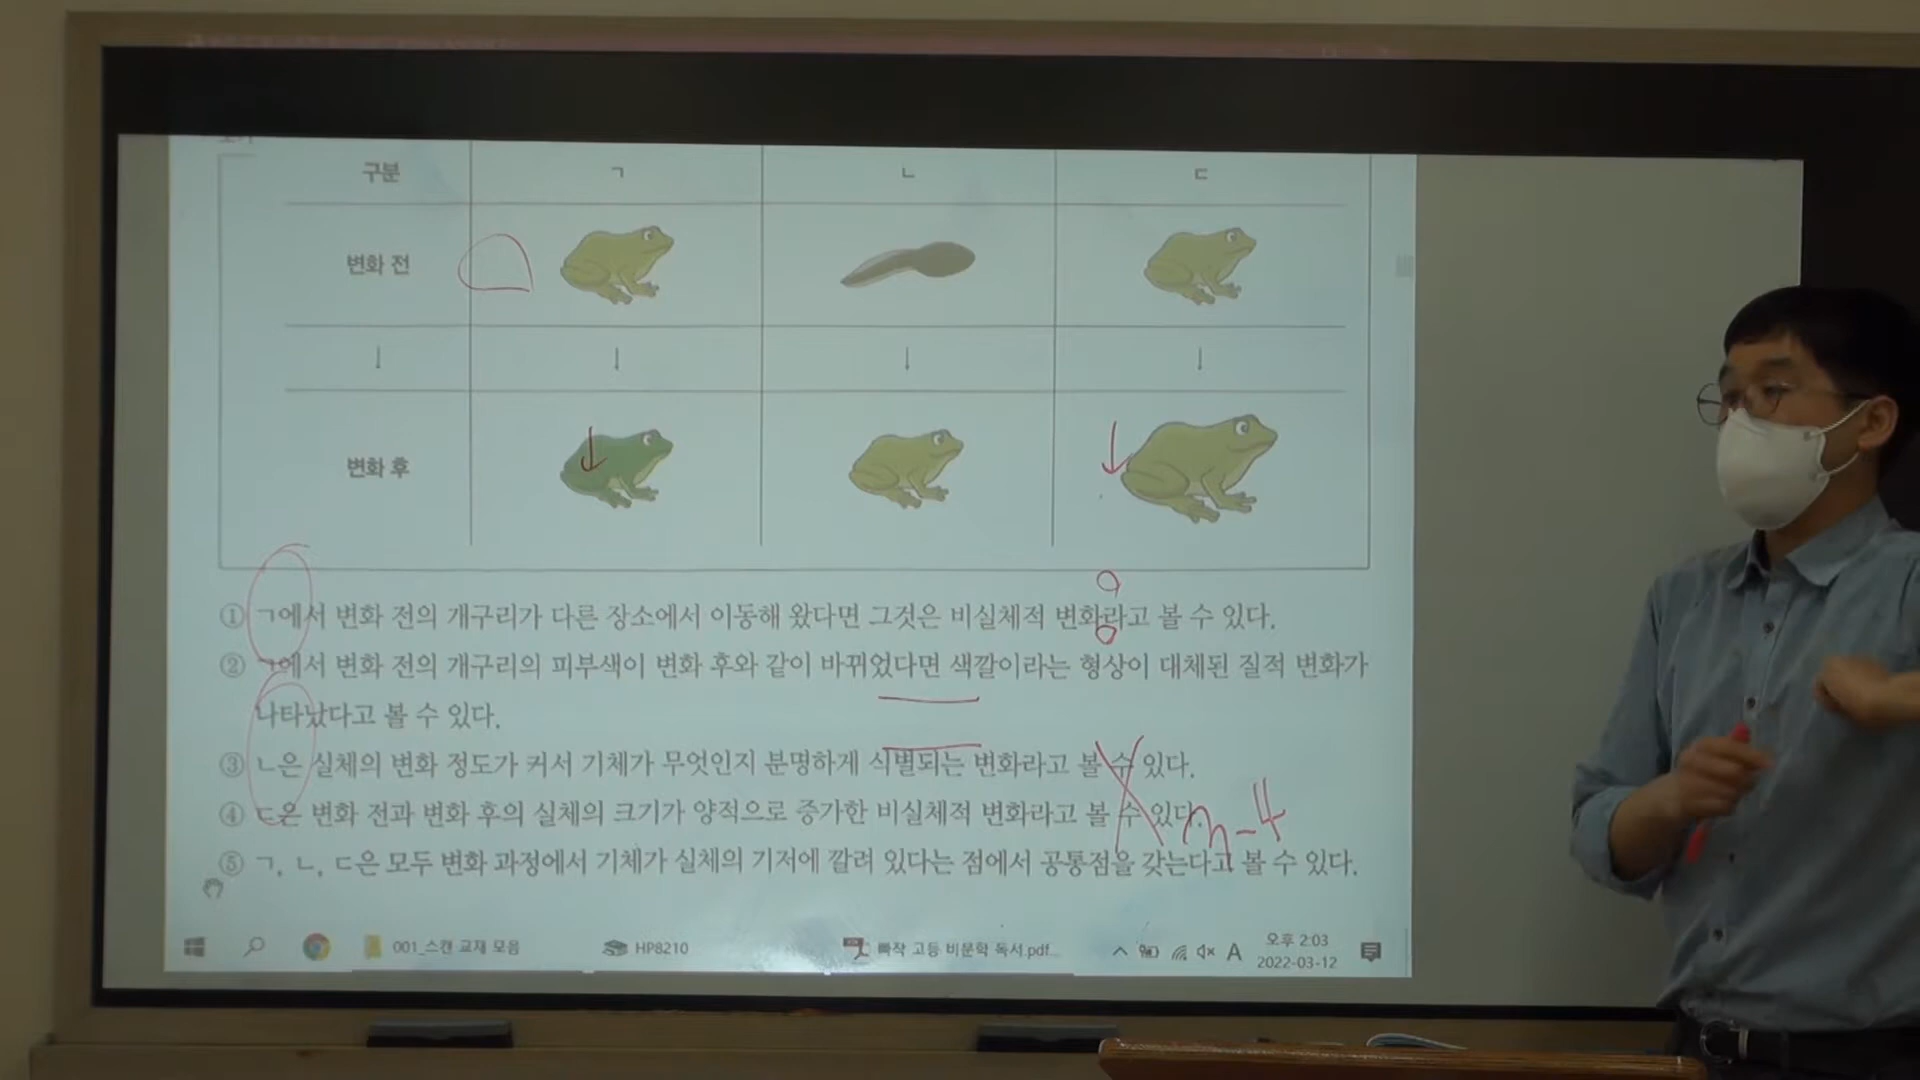 구분 ㄱ ㄴ ㄷ
변화 전
↓ ↓ ↓ ↓
변화 후
① ㄱ에서 변화 전의 개구리가 다른 장소에서 이동해 왔다면 그것은 비실체적 변화라고 볼 수 있다.
② ㄱ에서 변화 전의 개구리의 피부색이 변화 후와 같이 바뀌었다면 색깔이라는 형상이 대체된 질적 변화가
나타났다고 볼 수 있다.
③ ㄴ은 실체의 변화 정도가 커서 기체가 무엇인지 분명하게 식별되는 변화라고 볼 수 있다.
④ ㄷ은 변화 전과 변화 후의 실체의 크기가 양적으로 증가한 비실체적 변화라고 볼 수 있다.
m-4
⑤ ㄱ, ㄴ, ㄷ은 모두 변화 과정에서 기체가 실체의 기저에 깔려 있다는 점에서 공통점을 갖는다고 볼 수 있다.
001_스캔 교재 모음 HP8210 빠작 고등 비문학 독서.pdf... A 오후 2:03
2022-03-12